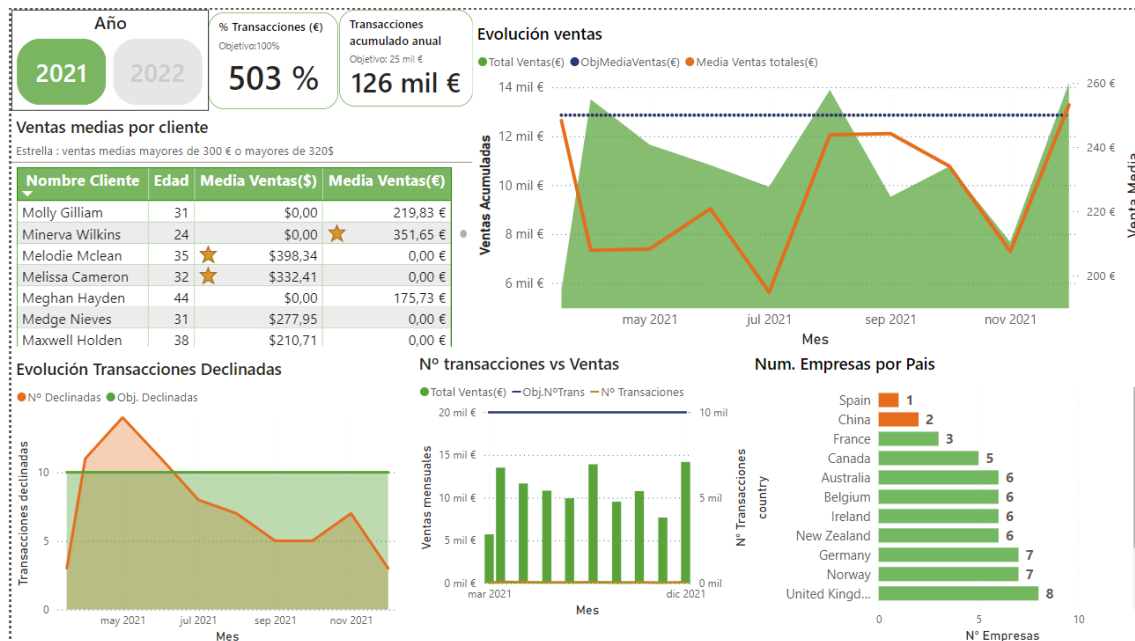 Año
2021
2022
% Transacciones (€)
Objetivo:100%
503 %
Transacciones
acumulado anual
Objetivo: 25 mil €
126 mil €
Ventas medias por cliente
Estrella : ventas medias mayores de 300 € o mayores de 320$
Nombre Cliente Edad Media Ventas($) Media Ventas(€)
Molly Gilliam 31 $0,00 219,83 €
Minerva Wilkins 24 $0,00 351,65 €
Melodie Mclean 35 $398,34 0,00 €
Melissa Cameron 32 $332,41 0,00 €
Meghan Hayden 44 $0,00 175,73 €
Medge Nieves 31 $277,95 0,00 €
Maxwell Holden 38 $210,71 0,00 €
Evolución ventas
Total Ventas(€) ObjMediaVentas(€) Media Ventas totales(€)
Ventas Acumuladas
14 mil €
12 mil €
10 mil €
8 mil €
6 mil €
260 €
240 €
220 €
200 €
Venta Media
may 2021 jul 2021 sep 2021 nov 2021
Mes
Evolución Transacciones Declinadas
Nº Declinadas Obj. Declinadas
Transacciones declinadas
10
5
0
may 2021 jul 2021 sep 2021 nov 2021
Mes
Nº transacciones vs Ventas
Total Ventas(€) Obj.NºTrans Nº Transaciones
Ventas mensuales
20 mil €
15 mil €
10 mil €
5 mil €
0 mil €
10 mil
5 mil
0 mil
Nº Transacciones
mar 2021 dic 2021
Mes
Num. Empresas por Pais
country
Spain 1
China 2
France 3
Canada 5
Australia 6
Belgium 6
Ireland 6
New Zealand 6
Germany 7
Norway 7
United Kingd... 8
0 5 10
Nº Empresas